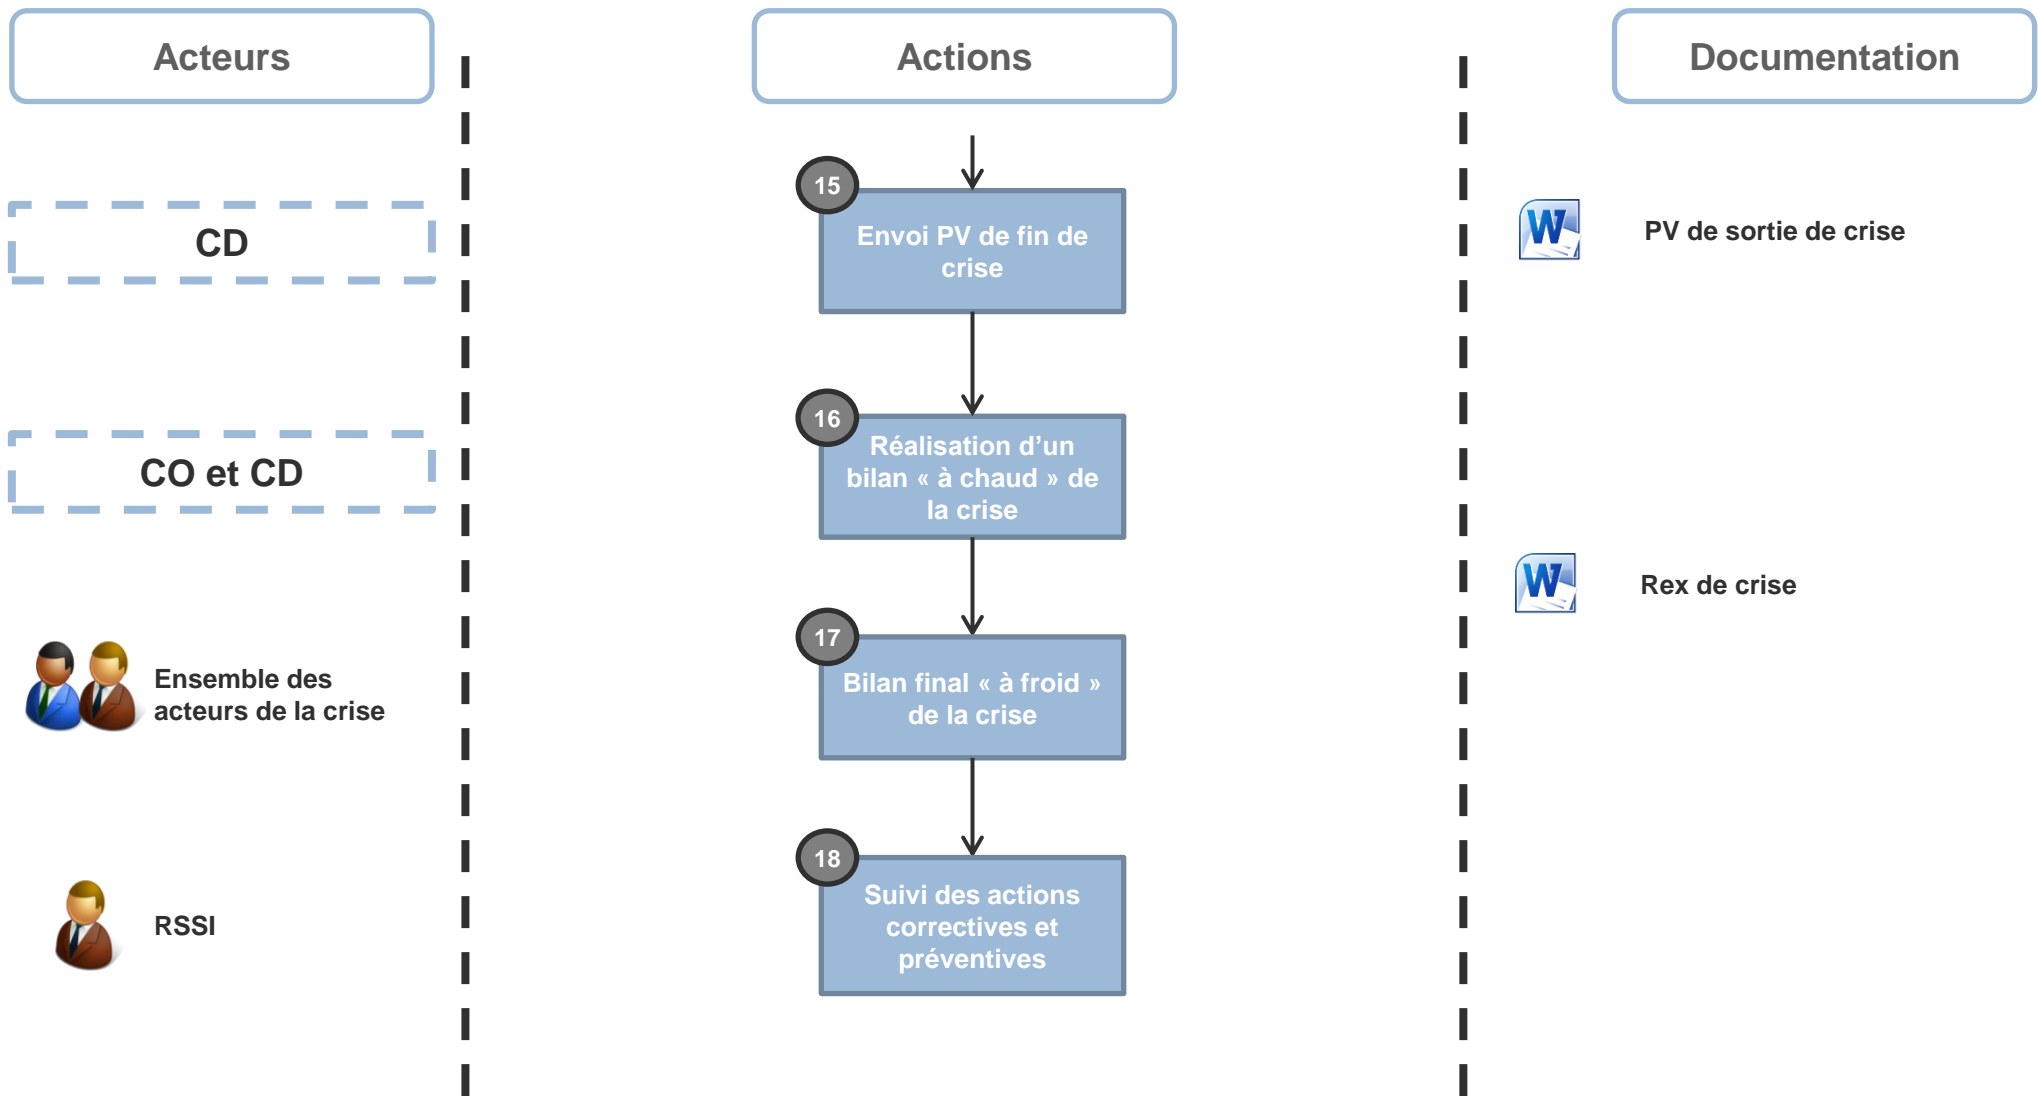 Acteurs
Actions
Documentation
CD
15
Envoi PV de fin de
crise
PV de sortie de crise
CO et CD
16
Réalisation d’un
bilan « à chaud » de
la crise
Rex de crise
Ensemble des
acteurs de la crise
17
Bilan final « à froid »
de la crise
RSSI
18
Suivi des actions
correctives et
préventives